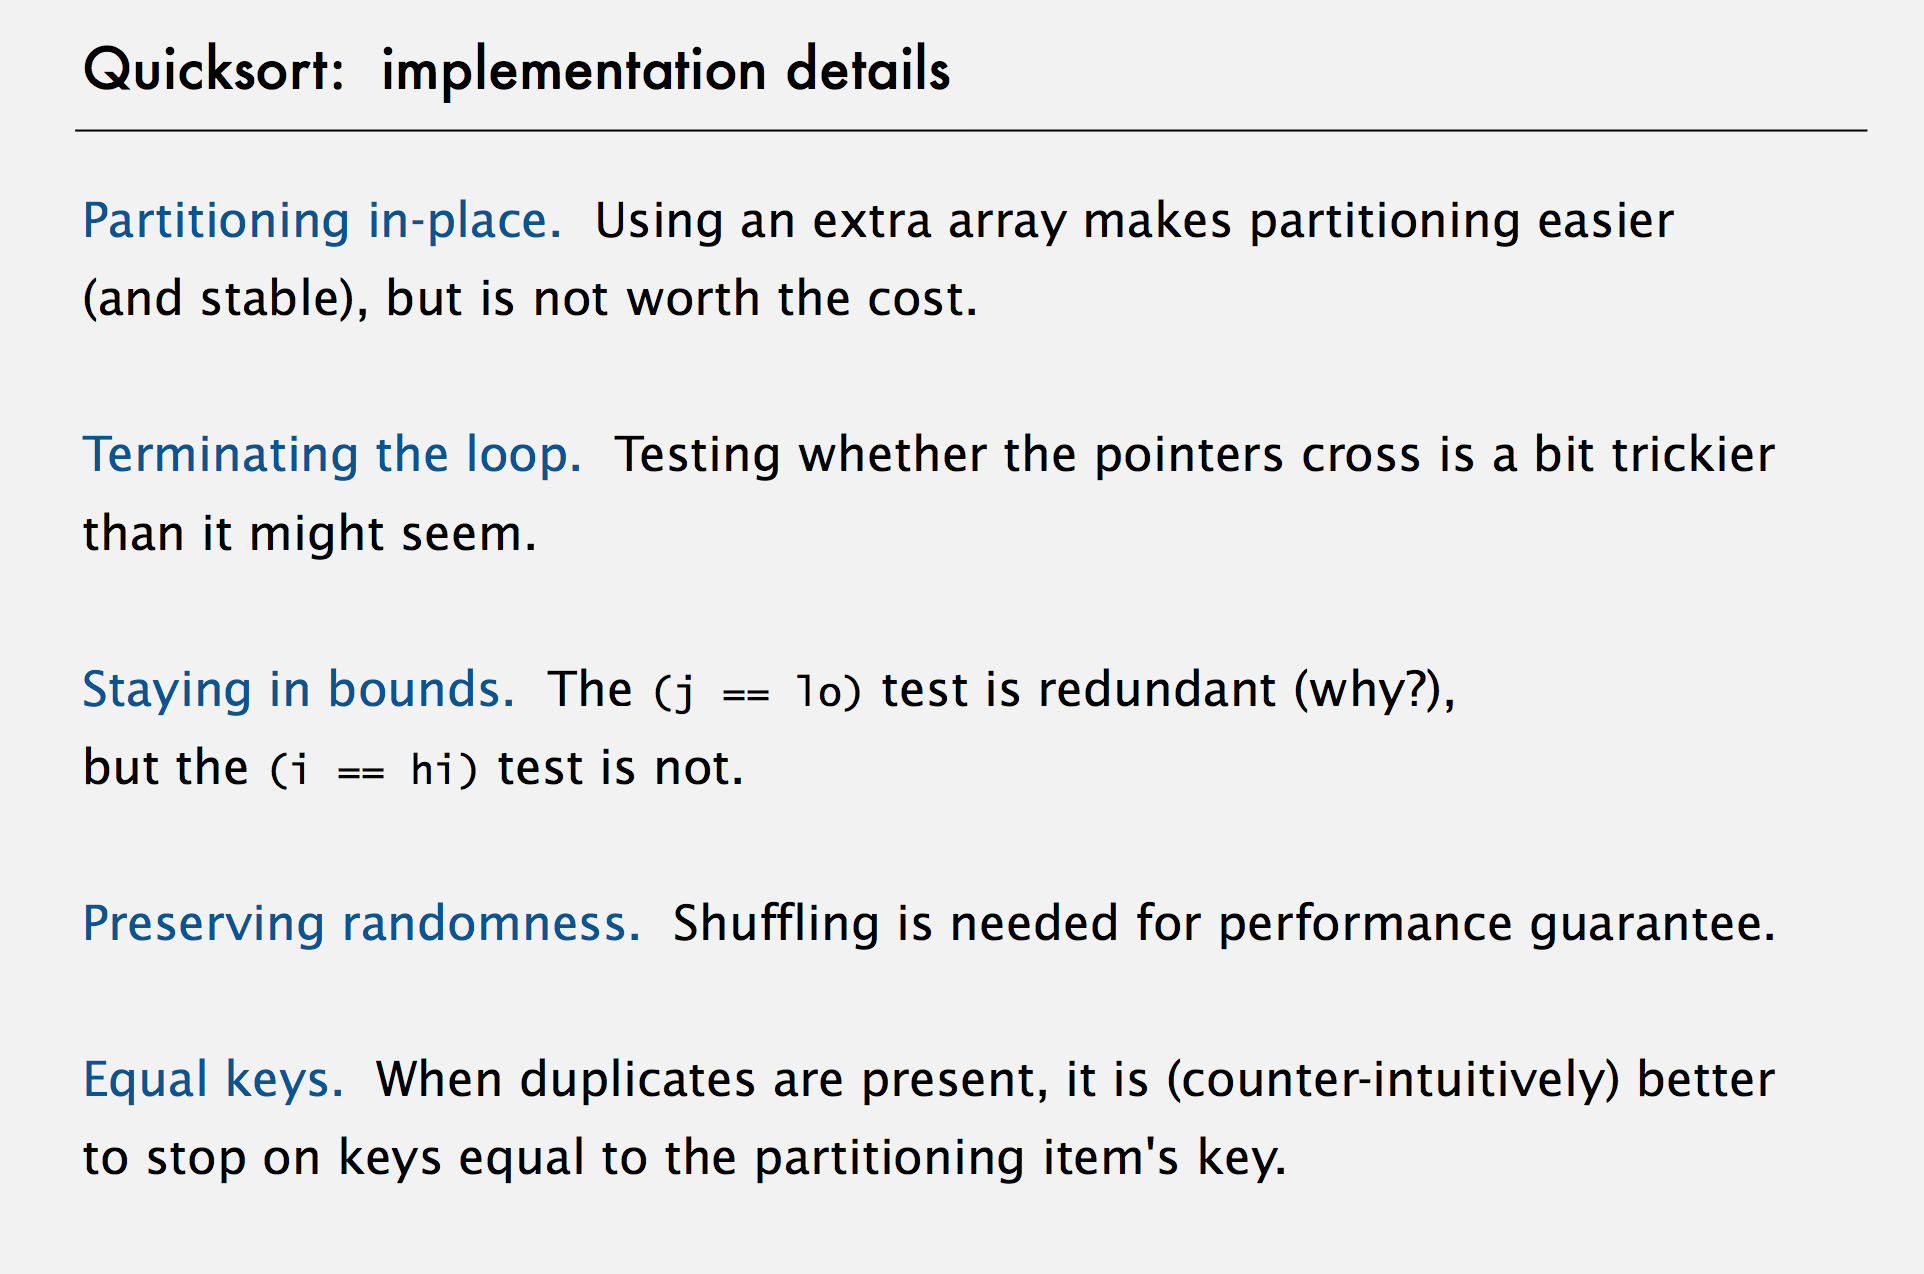 Quicksort: implementation details
Partitioning in-place. Using an extra array makes partitioning easier
(and stable), but is not worth the cost.
Terminating the loop. Testing whether the pointers cross is a bit trickier
than it might seem.
Staying in bounds. The (j == lo) test is redundant (why?),
but the (i == hi) test is not.
Preserving randomness. Shuffling is needed for performance guarantee.
Equal keys. When duplicates are present, it is (counter-intuitively) better
to stop on keys equal to the partitioning item's key.